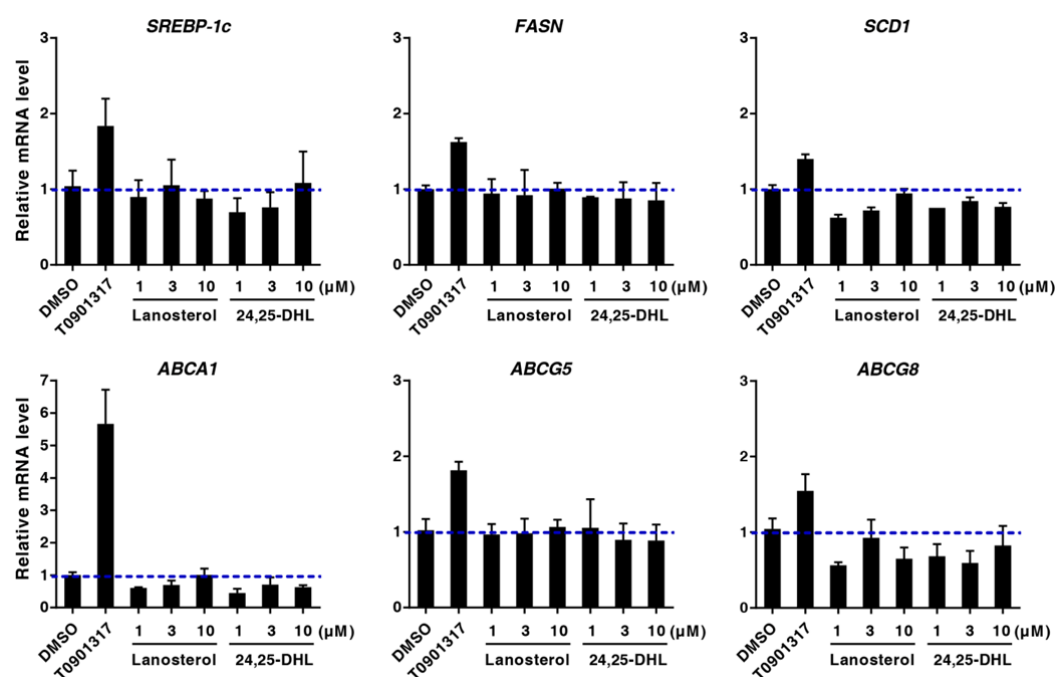 SREBP-1c
Relative mRNA level
3
2
1
0
DMSO
T0901317
1 3 10 1 3 10 (μM)
Lanosterol 24,25-DHL
FASN
3
2
1
0
DMSO
T0901317
1 3 10 1 3 10 (μM)
Lanosterol 24,25-DHL
SCD1
3
2
1
0
DMSO
T0901317
1 3 10 1 3 10 (μM)
Lanosterol 24,25-DHL
ABCA1
Relative mRNA level
7
6
5
4
3
2
1
0
DMSO
T0901317
1 3 10 1 3 10 (μM)
Lanosterol 24,25-DHL
ABCG5
3
2
1
0
DMSO
T0901317
1 3 10 1 3 10 (μM)
Lanosterol 24,25-DHL
ABCG8
3
2
1
0
DMSO
T0901317
1 3 10 1 3 10 (μM)
Lanosterol 24,25-DHL